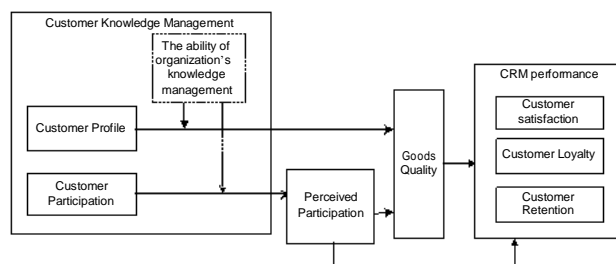 Customer Knowledge Management
The ability of
organization`s
knowledge
management
Customer Profile
Customer
Participation
Perceived
Participation
Goods
Quality
CRM performance
Customer
satisfaction
Customer Loyalty
Customer
Retention